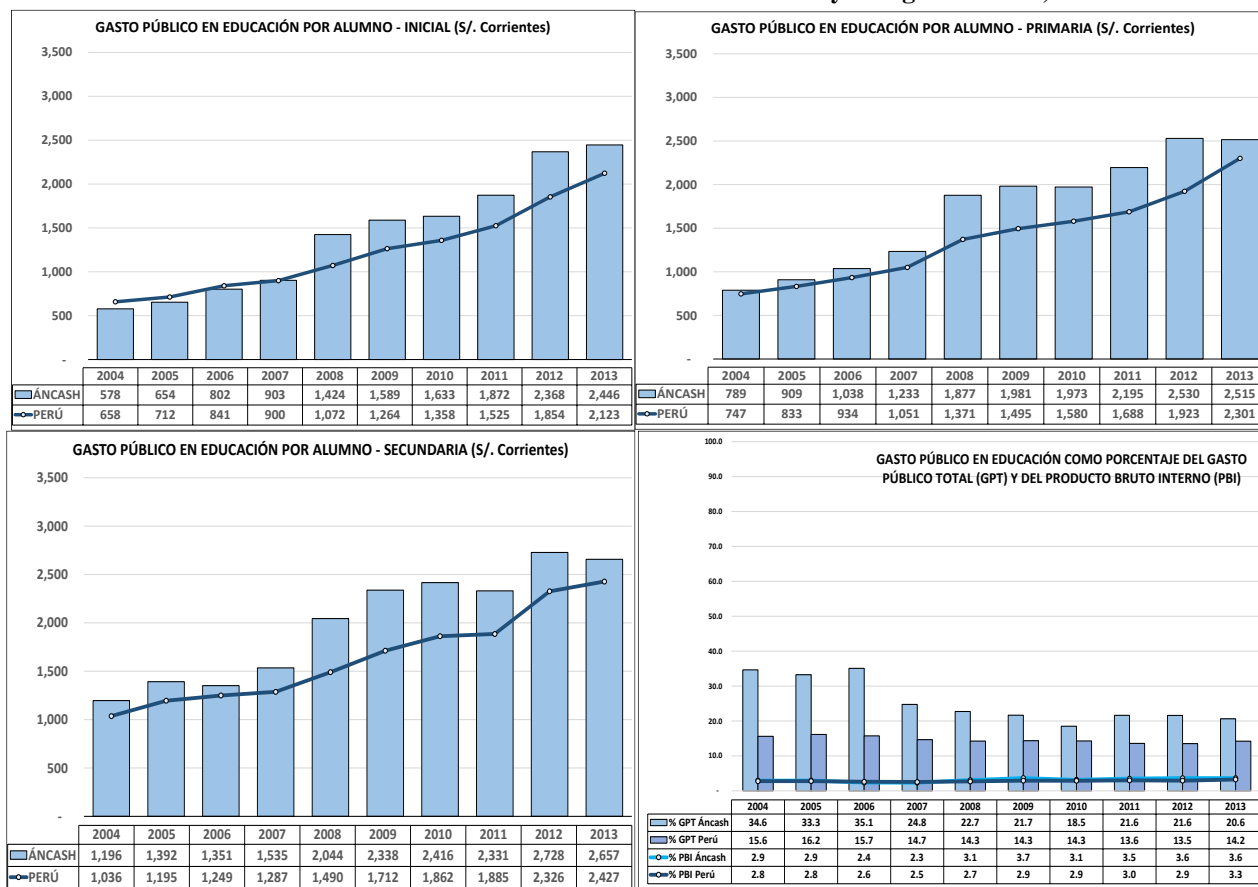 GASTO PÚBLICO EN EDUCACIÓN POR ALUMNO - INICIAL (S/. Corrientes)
3,500
3,000
2,500
2,000
1,500
1,000
500
-
2004 2005 2006 2007 2008 2009 2010 2011 2012 2013
ÁNCASH 578 654 802 903 1,424 1,589 1,633 1,872 2,368 2,446
PERÚ 658 712 841 900 1,072 1,264 1,358 1,525 1,854 2,123
GASTO PÚBLICO EN EDUCACIÓN POR ALUMNO - PRIMARIA (S/. Corrientes)
3,500
3,000
2,500
2,000
1,500
1,000
500
-
2004 2005 2006 2007 2008 2009 2010 2011 2012 2013
ÁNCASH 789 909 1,038 1,233 1,877 1,981 1,973 2,195 2,530 2,515
PERÚ 747 833 934 1,051 1,371 1,495 1,580 1,688 1,923 2,301
GASTO PÚBLICO EN EDUCACIÓN POR ALUMNO - SECUNDARIA (S/. Corrientes)
3,500
3,000
2,500
2,000
1,500
1,000
500
-
2004 2005 2006 2007 2008 2009 2010 2011 2012 2013
ÁNCASH 1,196 1,392 1,351 1,535 2,044 2,338 2,416 2,331 2,728 2,657
PERÚ 1,036 1,195 1,249 1,287 1,490 1,712 1,862 1,885 2,326 2,427
GASTO PÚBLICO EN EDUCACIÓN COMO PORCENTAJE DEL GASTO
PÚBLICO TOTAL (GPT) Y DEL PRODUCTO BRUTO INTERNO (PBI)
100.0
90.0
80.0
70.0
60.0
50.0
40.0
30.0
20.0
10.0
-
2004 2005 2006 2007 2008 2009 2010 2011 2012 2013
% GPT Áncash 34.6 33.3 35.1 24.8 22.7 21.7 18.5 21.6 21.6 20.6
% GPT Perú 15.6 16.2 15.7 14.7 14.3 14.3 14.3 13.6 13.5 14.2
% PBI Áncash 2.9 2.9 2.4 2.3 3.1 3.7 3.1 3.5 3.6 3.6
% PBI Perú 2.8 2.8 2.6 2.5 2.7 2.9 2.9 3.0 2.9 3.3